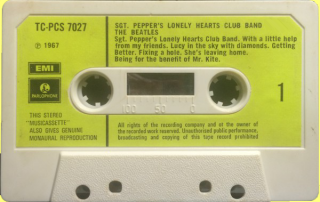 TC-PCS 7027
℗ 1967
SGT. PEPPER'S LONELY HEARTS CLUB BAND
THE BEATLES
Sgt. Pepper's Lonely Hearts Club Band. With a little help
from my friends. Lucy in the sky with diamonds. Getting
Better. Fixing a hole. She's leaving home.
Being for the benefit of Mr. Kite.
EMI
PARLOPHONE
1
100 50 0
THIS STEREO
"MUSICASSETTE"
ALSO GIVES GENUINE
MONAURAL REPRODUCTION
All rights of the recording company and the owner of
the recorded work reserved. Unauthorised public performance,
broadcasting and copying of this tape record prohibited